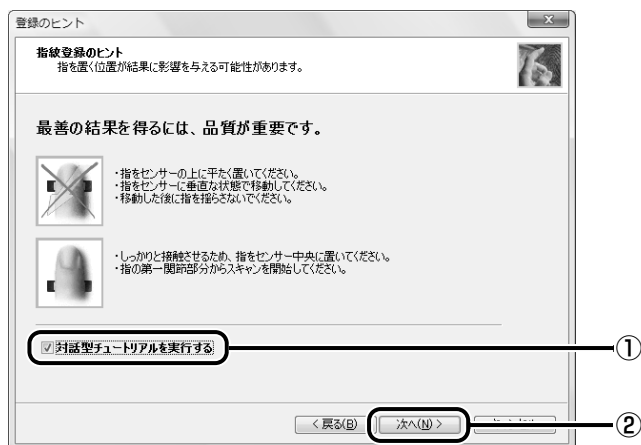 登録のヒント
指紋登録のヒント
指を置く位置が結果に影響を与える可能性があります。
最善の結果を得るには、品質が重要です。
・指をセンサーの上に平たく置いてください。
・指をセンサーに垂直な状態で移動してください。
・移動した後に指を揺らさないでください。
・しっかりと接触させるため、指をセンサー中央に置いてください。
・指の第一関節部分からスキャンを開始してください。
対話型チュートリアルを実行する
①
< 戻る(B) 次へ(N) >
②